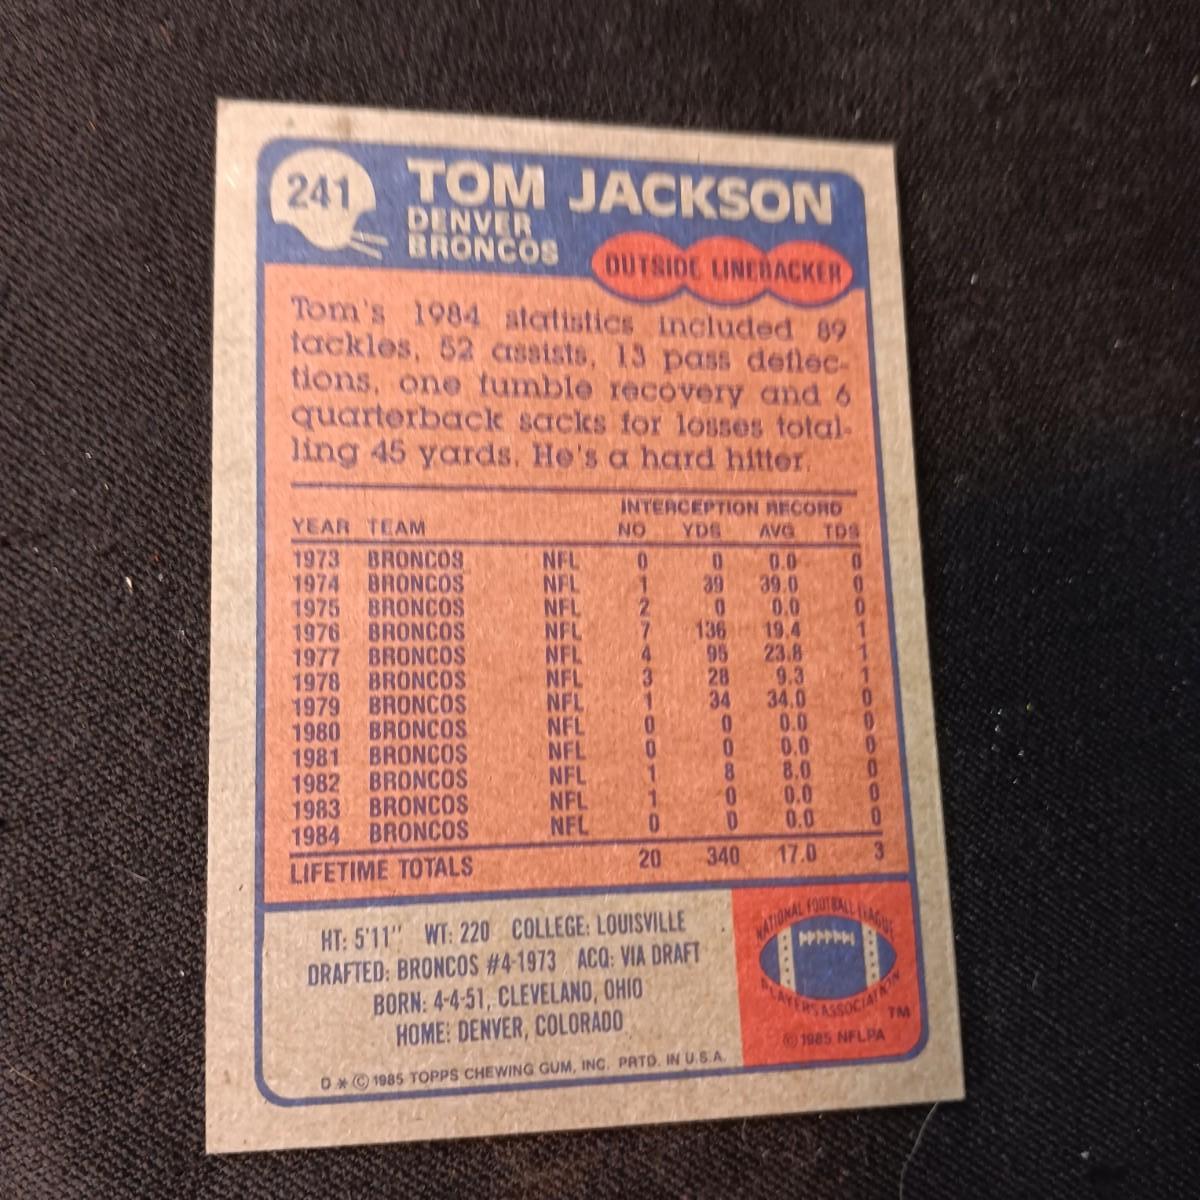 241
TOM JACKSON
DENVER
BRONCOS
OUTSIDE LINEBACKER
Tom's 1984 statistics included 89
tackles, 52 assists, 13 pass deflec-
tions, one fumble recovery and 6
quarterback sacks for losses total-
ling 45 yards. He's a hard hitter.
INTERCEPTION RECORD
YEAR TEAM NO YDS AVG TDS
1973 BRONCOS NFL 0 0 0.0 0
1974 BRONCOS NFL 1 39 39.0 0
1975 BRONCOS NFL 2 0 0.0 0
1976 BRONCOS NFL 7 136 19.4 1
1977 BRONCOS NFL 4 95 23.8 1
1978 BRONCOS NFL 3 28 9.3 1
1979 BRONCOS NFL 1 34 34.0 0
1980 BRONCOS NFL 0 0 0.0 0
1981 BRONCOS NFL 0 0 0.0 0
1982 BRONCOS NFL 1 8 8.0 0
1983 BRONCOS NFL 1 0 0.0 0
1984 BRONCOS NFL 0 0 0.0 0
LIFETIME TOTALS 20 340 17.0 3
HT: 5'11" WT: 220 COLLEGE: LOUISVILLE
DRAFTED: BRONCOS #4-1973 ACQ: VIA DRAFT
BORN: 4-4-51, CLEVELAND, OHIO
HOME: DENVER, COLORADO
D * © 1985 TOPPS CHEWING GUM, INC. PRTD. IN U.S.A.
NATIONAL FOOTBALL LEAGUE
PLAYERS ASSOCIATION
TM
© 1985 NFLPA